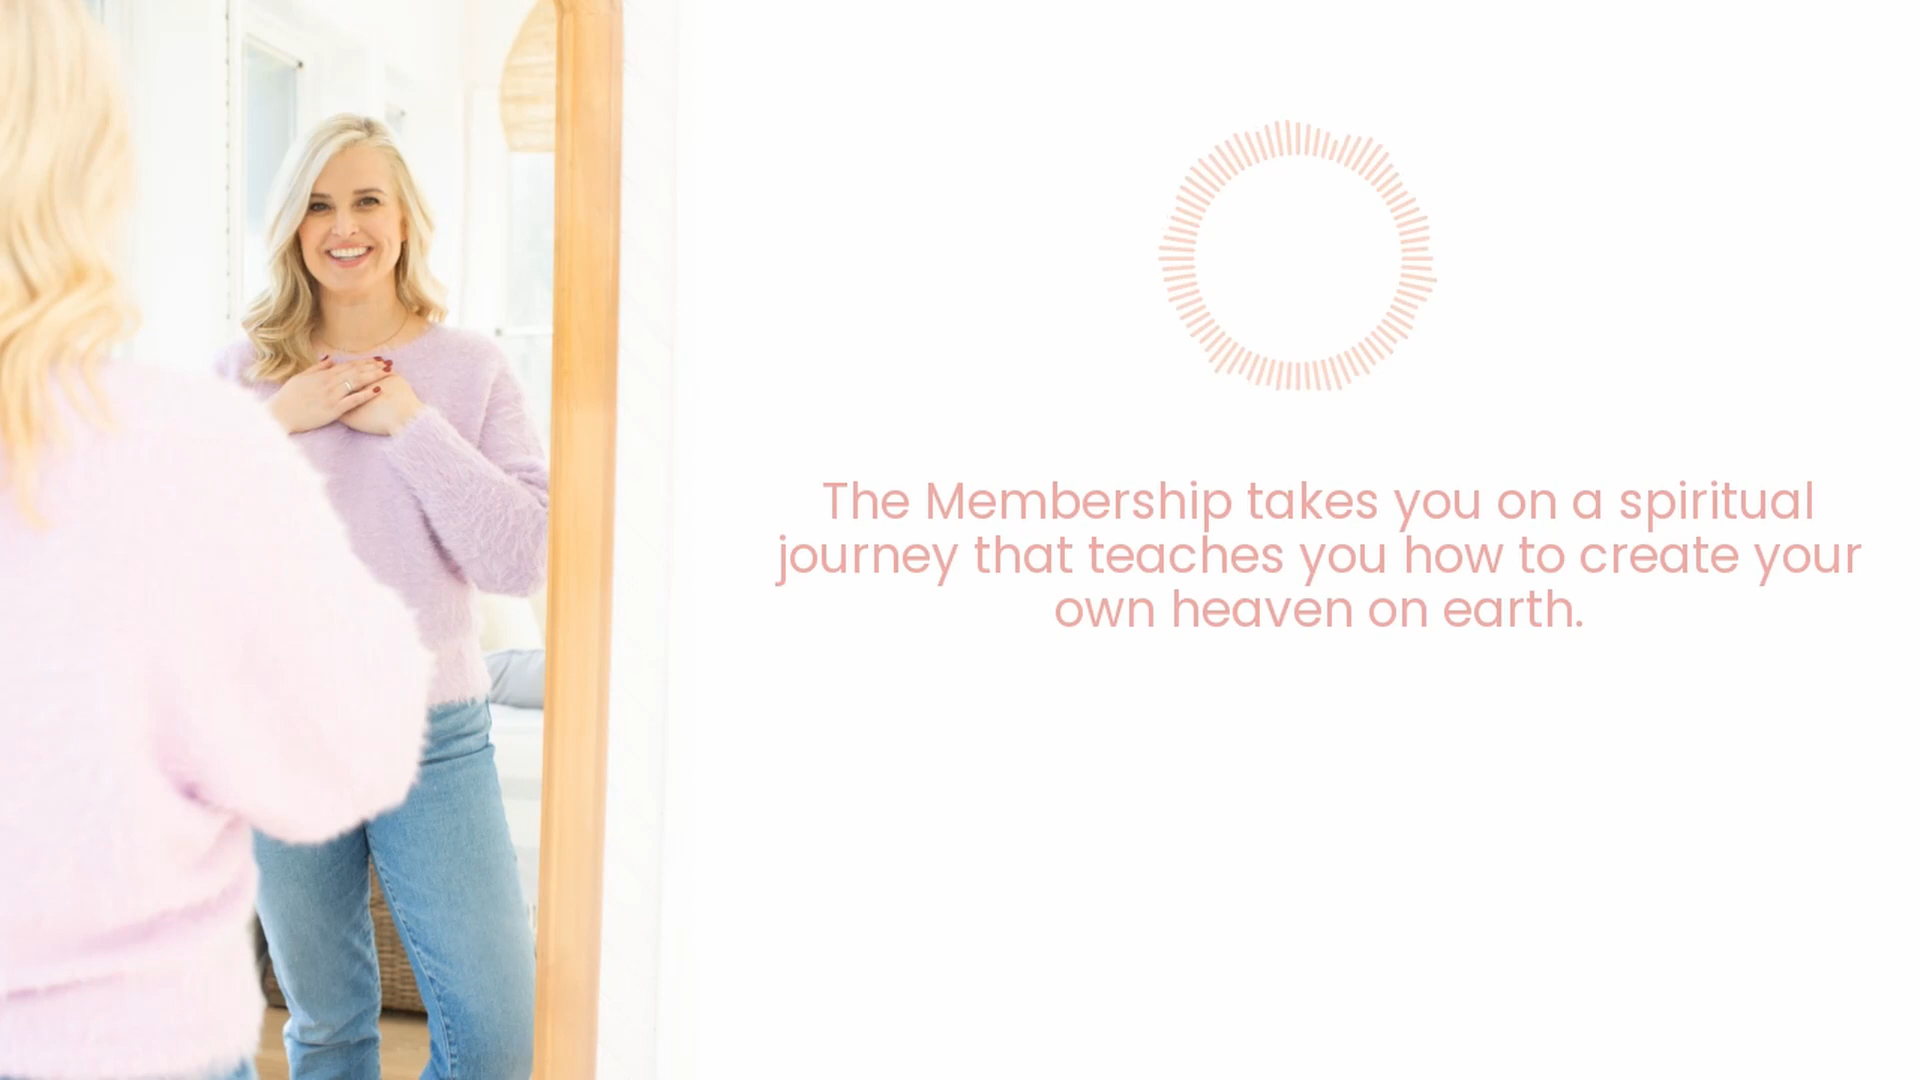 The Membership takes you on a spiritual
journey that teaches you how to create your
own heaven on earth.